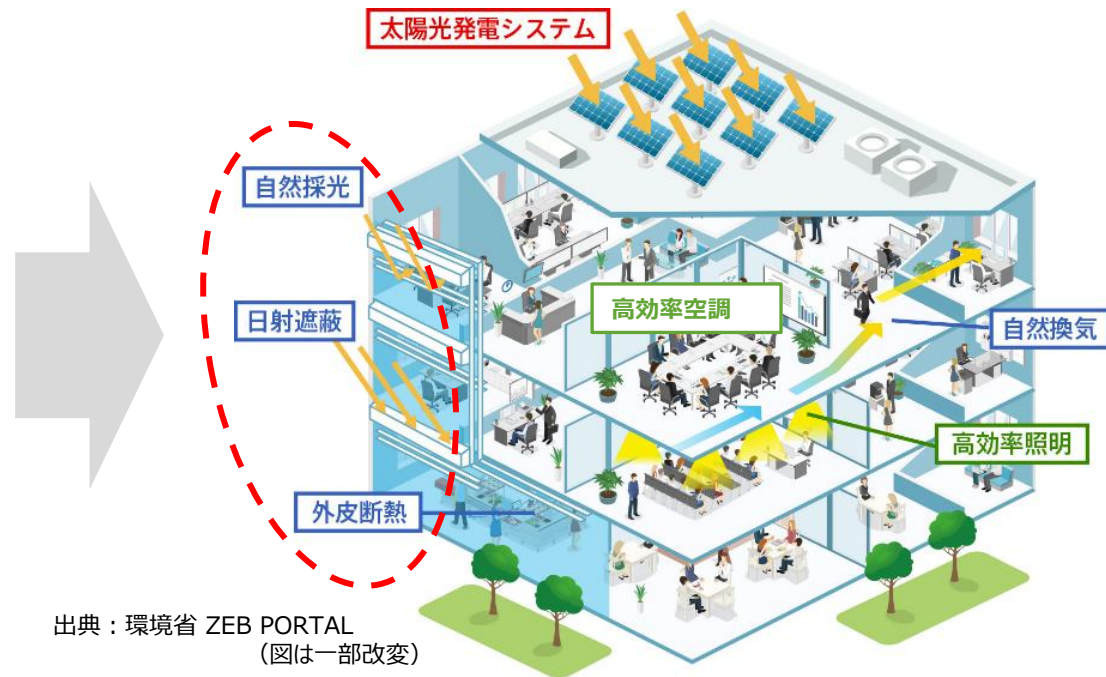 太陽光発電システム
自然採光
日射遮蔽
高効率空調
自然換気
高効率照明
外皮断熱
出典：環境省 ZEB PORTAL
（図は一部改変）